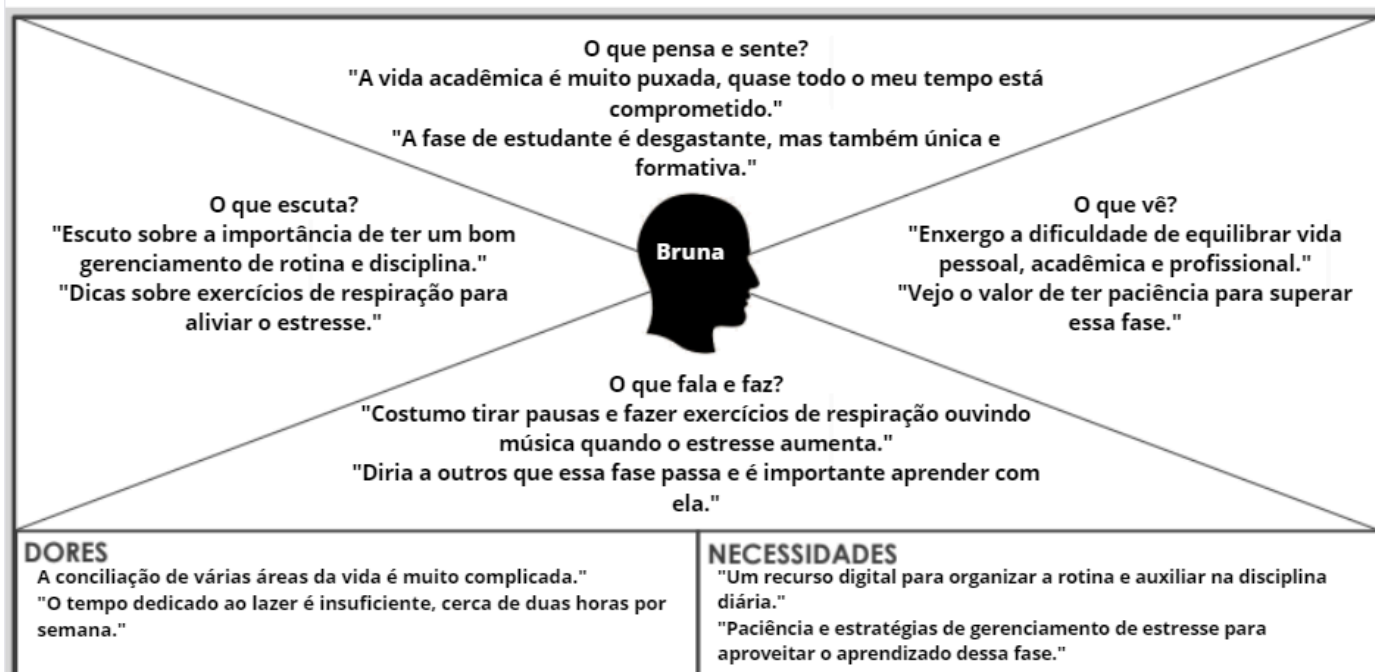 O que pensa e sente?
"A vida acadêmica é muito puxada, quase todo o meu tempo está
comprometido."
"A fase de estudante é desgastante, mas também única e
formativa."
O que escuta?
"Escuto sobre a importância de ter um bom
gerenciamento de rotina e disciplina."
"Dicas sobre exercícios de respiração para
aliviar o estresse."
Bruna
O que vê?
"Enxergo a dificuldade de equilibrar vida
pessoal, acadêmica e profissional."
"Vejo o valor de ter paciência para superar
essa fase."
O que fala e faz?
"Costumo tirar pausas e fazer exercícios de respiração ouvindo
música quando o estresse aumenta."
"Diria a outros que essa fase passa e é importante aprender com
ela."
DORES
A conciliação de várias áreas da vida é muito complicada."
"O tempo dedicado ao lazer é insuficiente, cerca de duas horas por
semana."
NECESSIDADES
"Um recurso digital para organizar a rotina e auxiliar na disciplina
diária."
"Paciência e estratégias de gerenciamento de estresse para
aproveitar o aprendizado dessa fase."